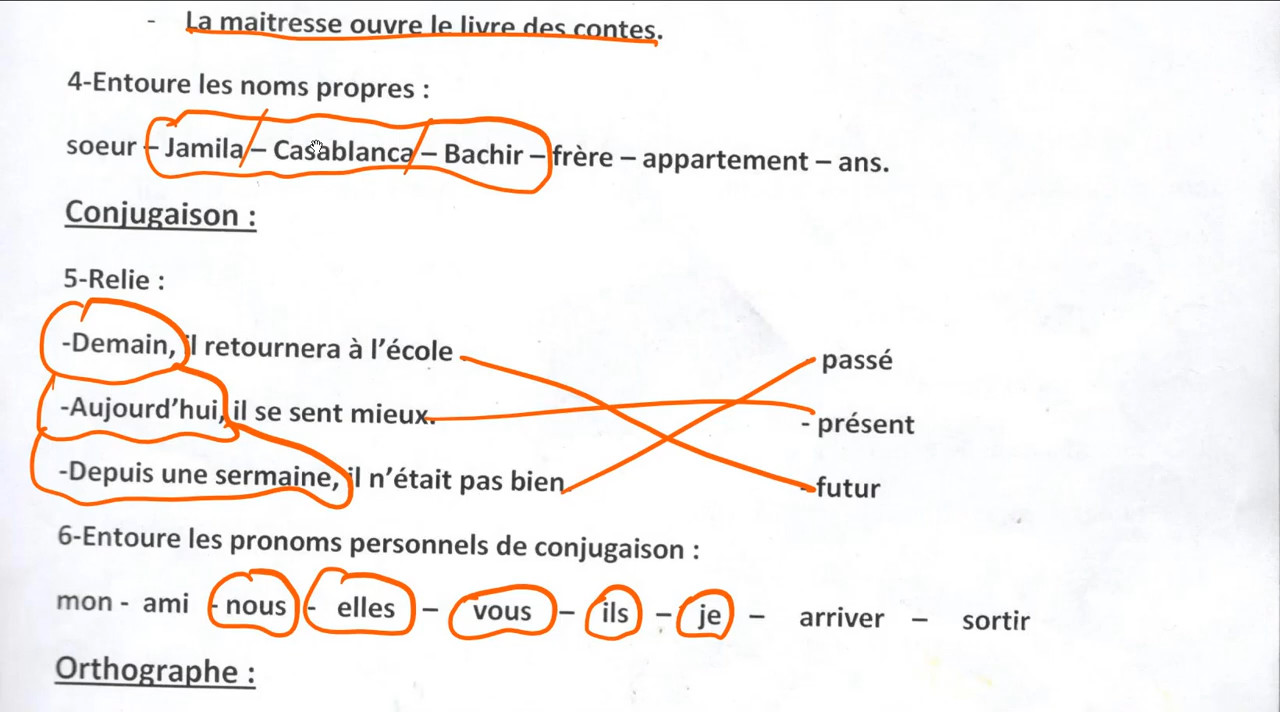 - La maitresse ouvre le livre des contes.
4-Entoure les noms propres :
soeur – Jamila – Casablanca – Bachir – frère – appartement – ans.
Conjugaison :
5-Relie :
-Demain, il retournera à l'école
passé
-Aujourd'hui, il se sent mieux.
- présent
-Depuis une sermaine, il n'était pas bien
-futur
6-Entoure les pronoms personnels de conjugaison :
mon - ami - nous - elles – vous – ils – je – arriver – sortir
Orthographe :